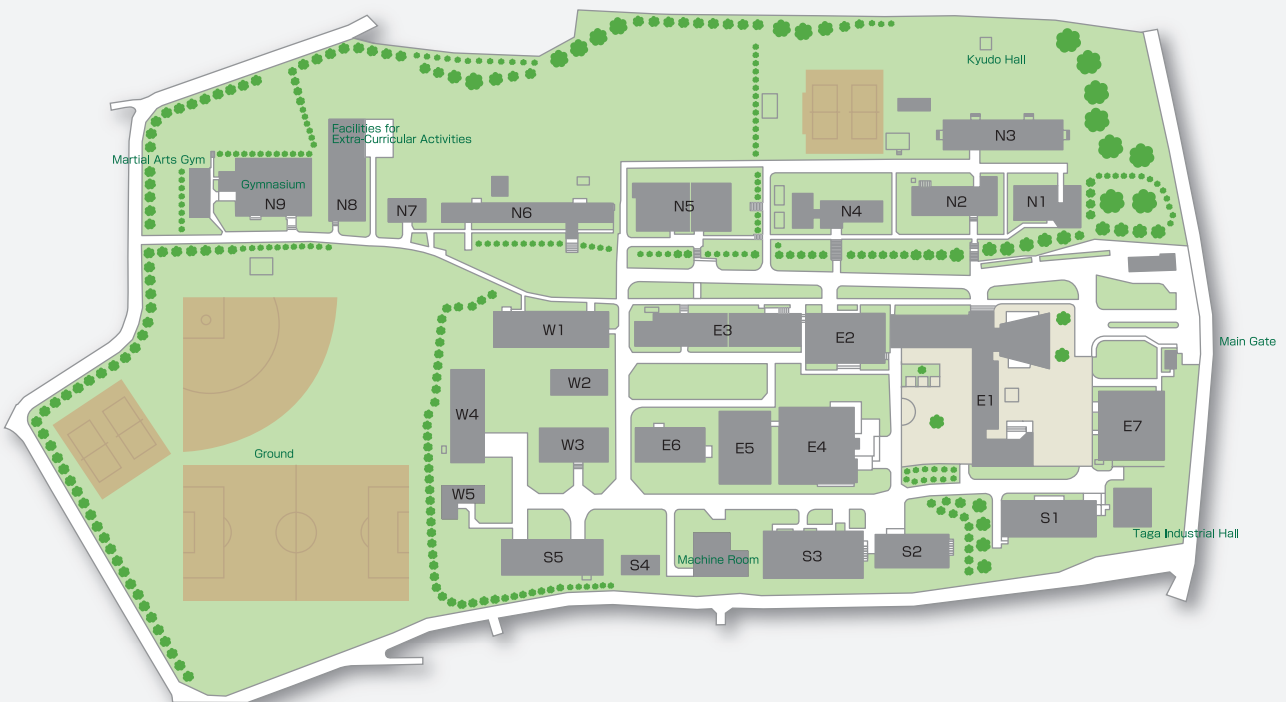 Kyudo Hall
N3
Facilities for
Extra-Curricular Activities
Martial Arts Gym
Gymnasium
N9
N8
N7
N6
N5
N4
N2
N1
W1
E3
E2
Main Gate
W2
W4
E1
E7
W3
E6
E5
E4
Ground
W5
S1
Taga Industrial Hall
S5
S4
Machine Room
S3
S2